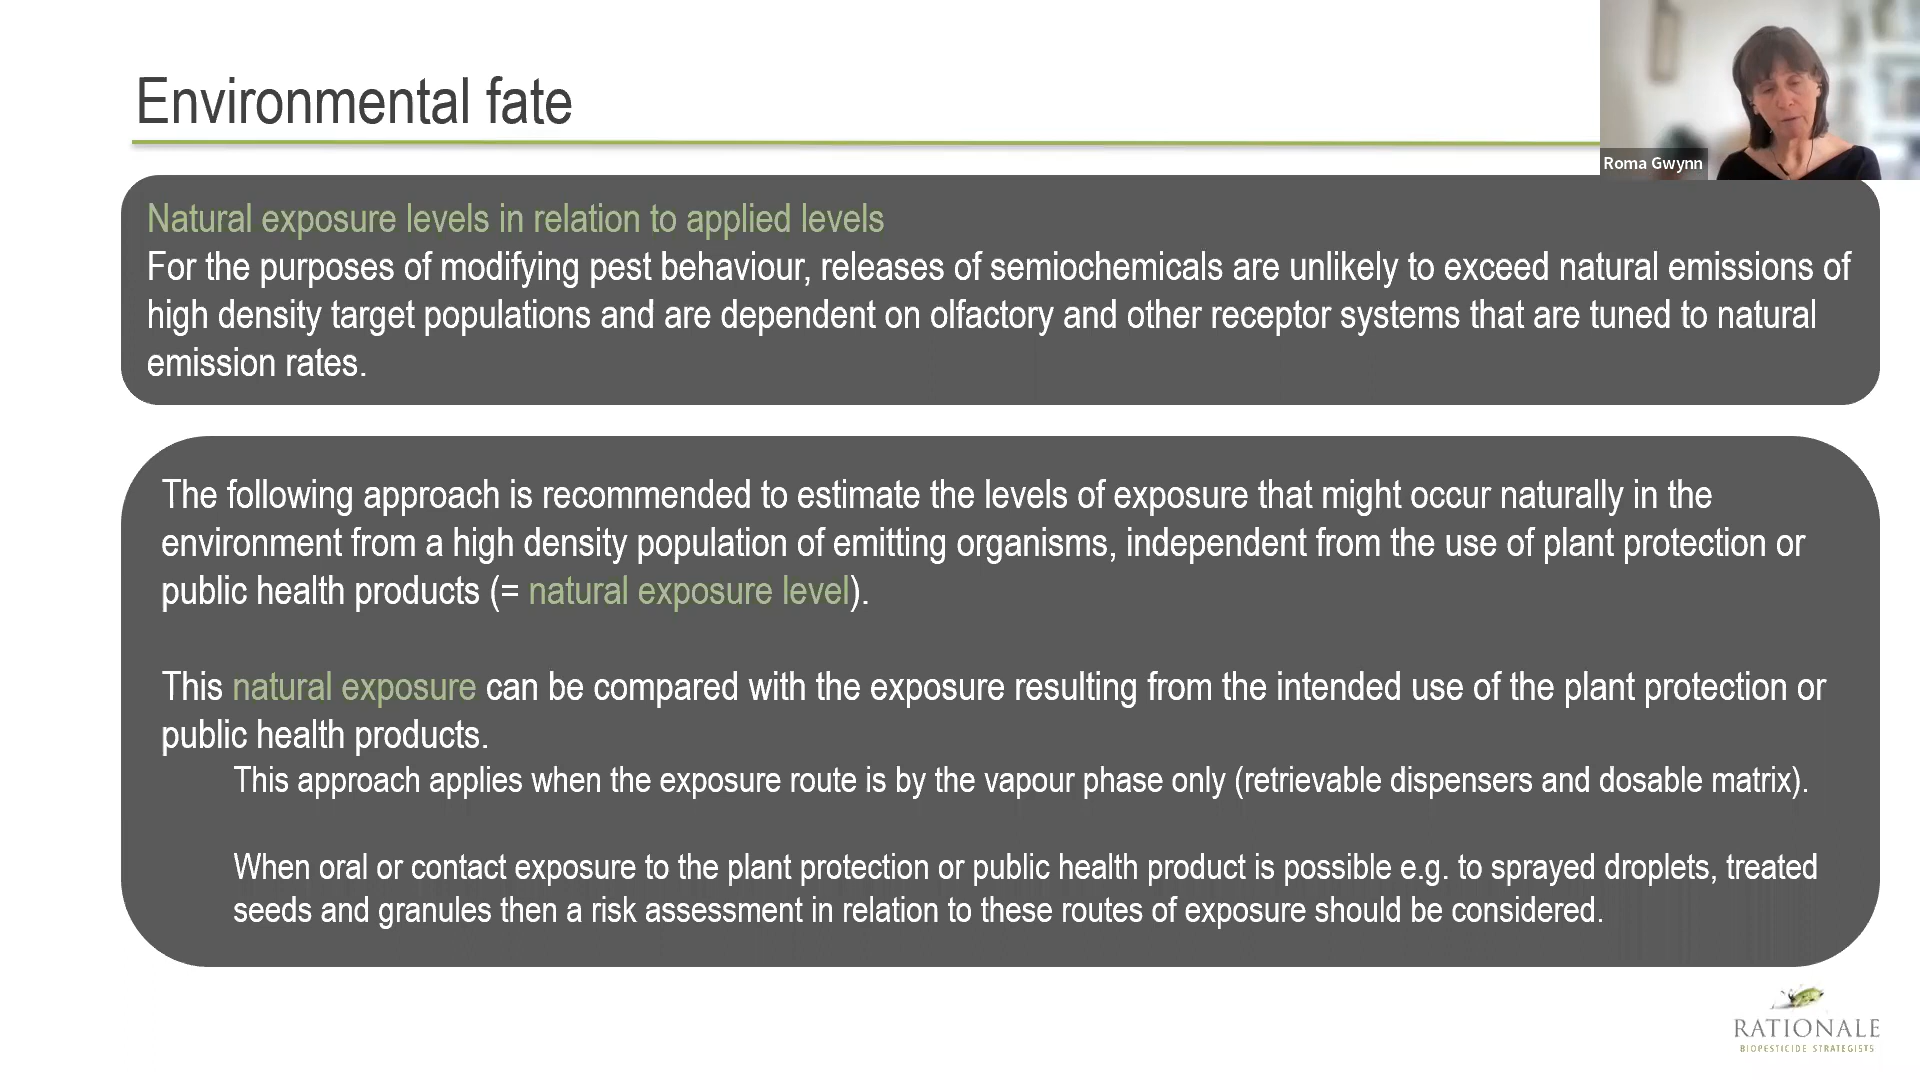 Environmental fate
Roma Gwynn
Natural exposure levels in relation to applied levels
For the purposes of modifying pest behaviour, releases of semiochemicals are unlikely to exceed natural emissions of
high density target populations and are dependent on olfactory and other receptor systems that are tuned to natural
emission rates.
The following approach is recommended to estimate the levels of exposure that might occur naturally in the
environment from a high density population of emitting organisms, independent from the use of plant protection or
public health products (= natural exposure level).
This natural exposure can be compared with the exposure resulting from the intended use of the plant protection or
public health products.
This approach applies when the exposure route is by the vapour phase only (retrievable dispensers and dosable matrix).
When oral or contact exposure to the plant protection or public health product is possible e.g. to sprayed droplets, treated
seeds and granules then a risk assessment in relation to these routes of exposure should be considered.
RATIONALE
BIOPESTICIDE STRATEGISTS